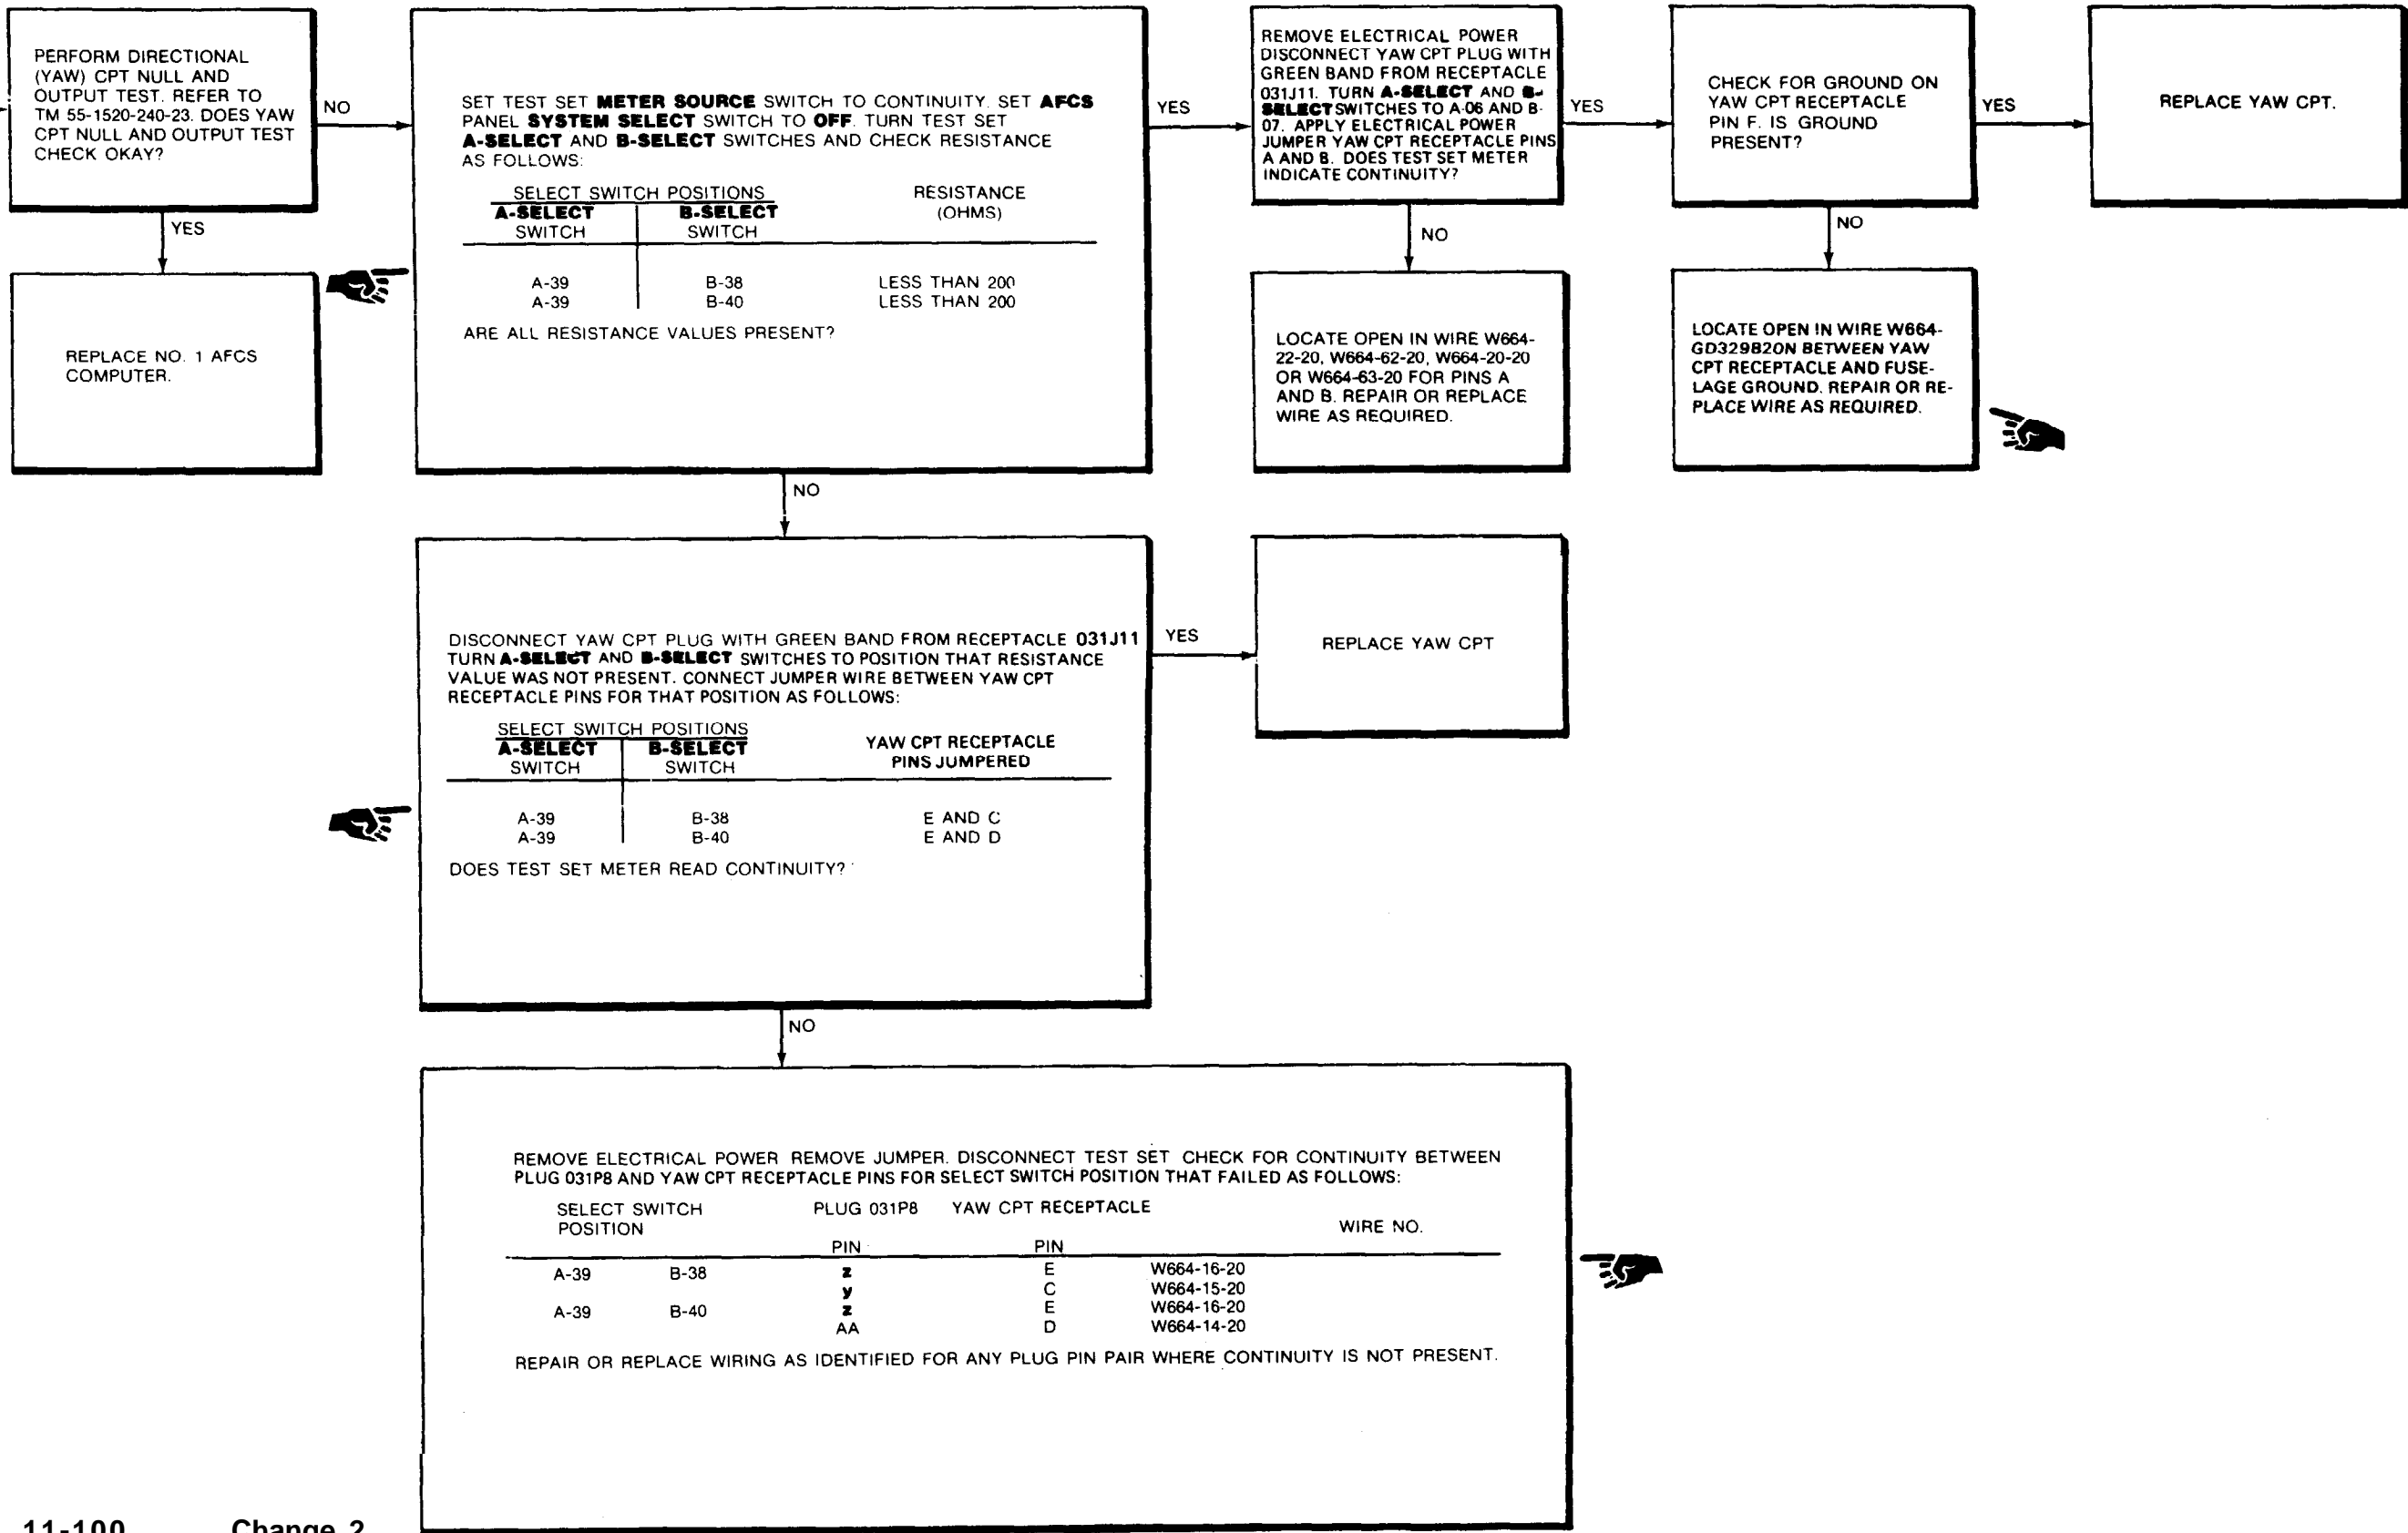 PERFORM DIRECTIONAL
(YAW) CPT NULL AND
OUTPUT TEST. REFER TO
TM 55-1520-240-23. DOES YAW
CPT NULL AND OUTPUT TEST
CHECK OKAY?
NO
YES
REPLACE NO. 1 AFCS
COMPUTER.
SET TEST SET METER SOURCE SWITCH TO CONTINUITY. SET AFCS
PANEL SYSTEM SELECT SWITCH TO OFF. TURN TEST SET
A-SELECT AND B-SELECT SWITCHES AND CHECK RESISTANCE
AS FOLLOWS:
SELECT SWITCH POSITIONS RESISTANCE
A-SELECT B-SELECT (OHMS)
SWITCH SWITCH
A-39 B-38 LESS THAN 200
A-39 B-40 LESS THAN 200
ARE ALL RESISTANCE VALUES PRESENT?
YES
NO
REMOVE ELECTRICAL POWER
DISCONNECT YAW CPT PLUG WITH
GREEN BAND FROM RECEPTACLE
031J11. TURN A-SELECT AND B-
SELECT SWITCHES TO A-06 AND B-
07. APPLY ELECTRICAL POWER
JUMPER YAW CPT RECEPTACLE PINS
A AND B. DOES TEST SET METER
INDICATE CONTINUITY?
YES
NO
LOCATE OPEN IN WIRE W664-
22-20, W664-62-20, W664-20-20
OR W664-63-20 FOR PINS A
AND B. REPAIR OR REPLACE
WIRE AS REQUIRED.
CHECK FOR GROUND ON
YAW CPT RECEPTACLE
PIN F. IS GROUND
PRESENT?
YES
NO
REPLACE YAW CPT.
LOCATE OPEN IN WIRE W664-
GD329B20N BETWEEN YAW
CPT RECEPTACLE AND FUSE-
LAGE GROUND. REPAIR OR RE-
PLACE WIRE AS REQUIRED.
DISCONNECT YAW CPT PLUG WITH GREEN BAND FROM RECEPTACLE 031J11
TURN A-SELECT AND B-SELECT SWITCHES TO POSITION THAT RESISTANCE
VALUE WAS NOT PRESENT. CONNECT JUMPER WIRE BETWEEN YAW CPT
RECEPTACLE PINS FOR THAT POSITION AS FOLLOWS:
SELECT SWITCH POSITIONS
A-SELECT B-SELECT YAW CPT RECEPTACLE
SWITCH SWITCH PINS JUMPERED
A-39 B-38 E AND C
A-39 B-40 E AND D
DOES TEST SET METER READ CONTINUITY?
YES
REPLACE YAW CPT
NO
REMOVE ELECTRICAL POWER REMOVE JUMPER. DISCONNECT TEST SET CHECK FOR CONTINUITY BETWEEN
PLUG 031P8 AND YAW CPT RECEPTACLE PINS FOR SELECT SWITCH POSITION THAT FAILED AS FOLLOWS:
SELECT SWITCH PLUG 031P8 YAW CPT RECEPTACLE
POSITION WIRE NO.
PIN PIN
A-39 B-38 z E W664-16-20
y C W664-15-20
A-39 B-40 z E W664-16-20
AA D W664-14-20
REPAIR OR REPLACE WIRING AS IDENTIFIED FOR ANY PLUG PIN PAIR WHERE CONTINUITY IS NOT PRESENT.
11-100 Change 2